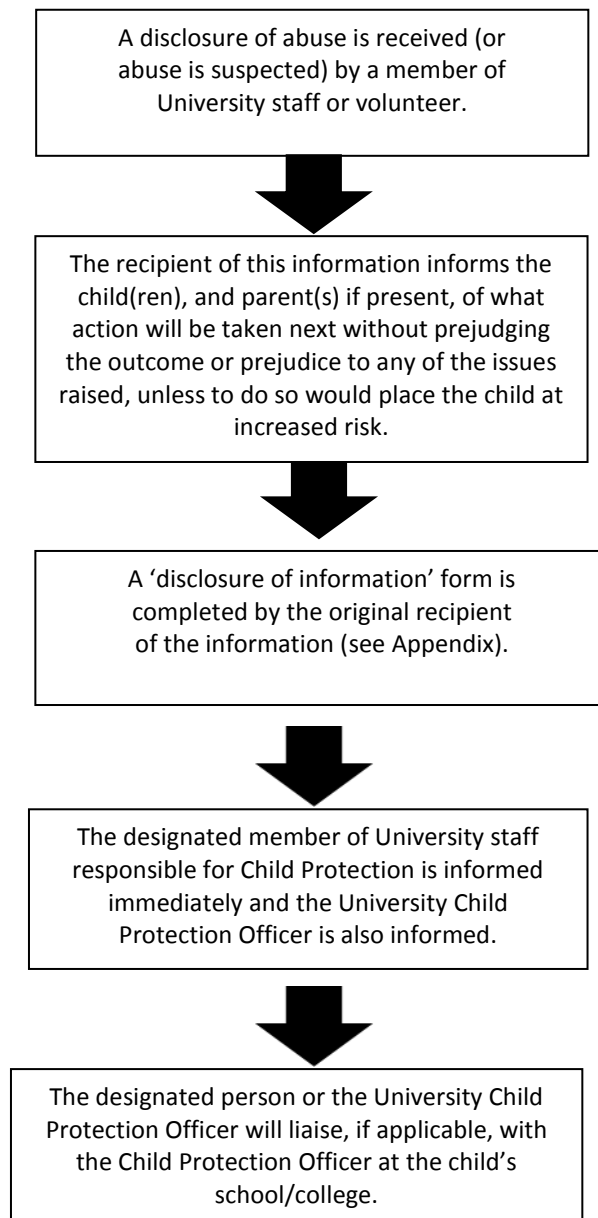 A disclosure of abuse is received (or
abuse is suspected) by a member of
University staff or volunteer.
The recipient of this information informs the
child(ren), and parent(s) if present, of what
action will be taken next without prejudging
the outcome or prejudice to any of the issues
raised, unless to do so would place the child at
increased risk.
A ‘disclosure of information’ form is
completed by the original recipient
of the information (see Appendix).
The designated member of University staff
responsible for Child Protection is informed
immediately and the University Child
Protection Officer is also informed.
The designated person or the University Child
Protection Officer will liaise, if applicable, with
the Child Protection Officer at the child’s
school/college.